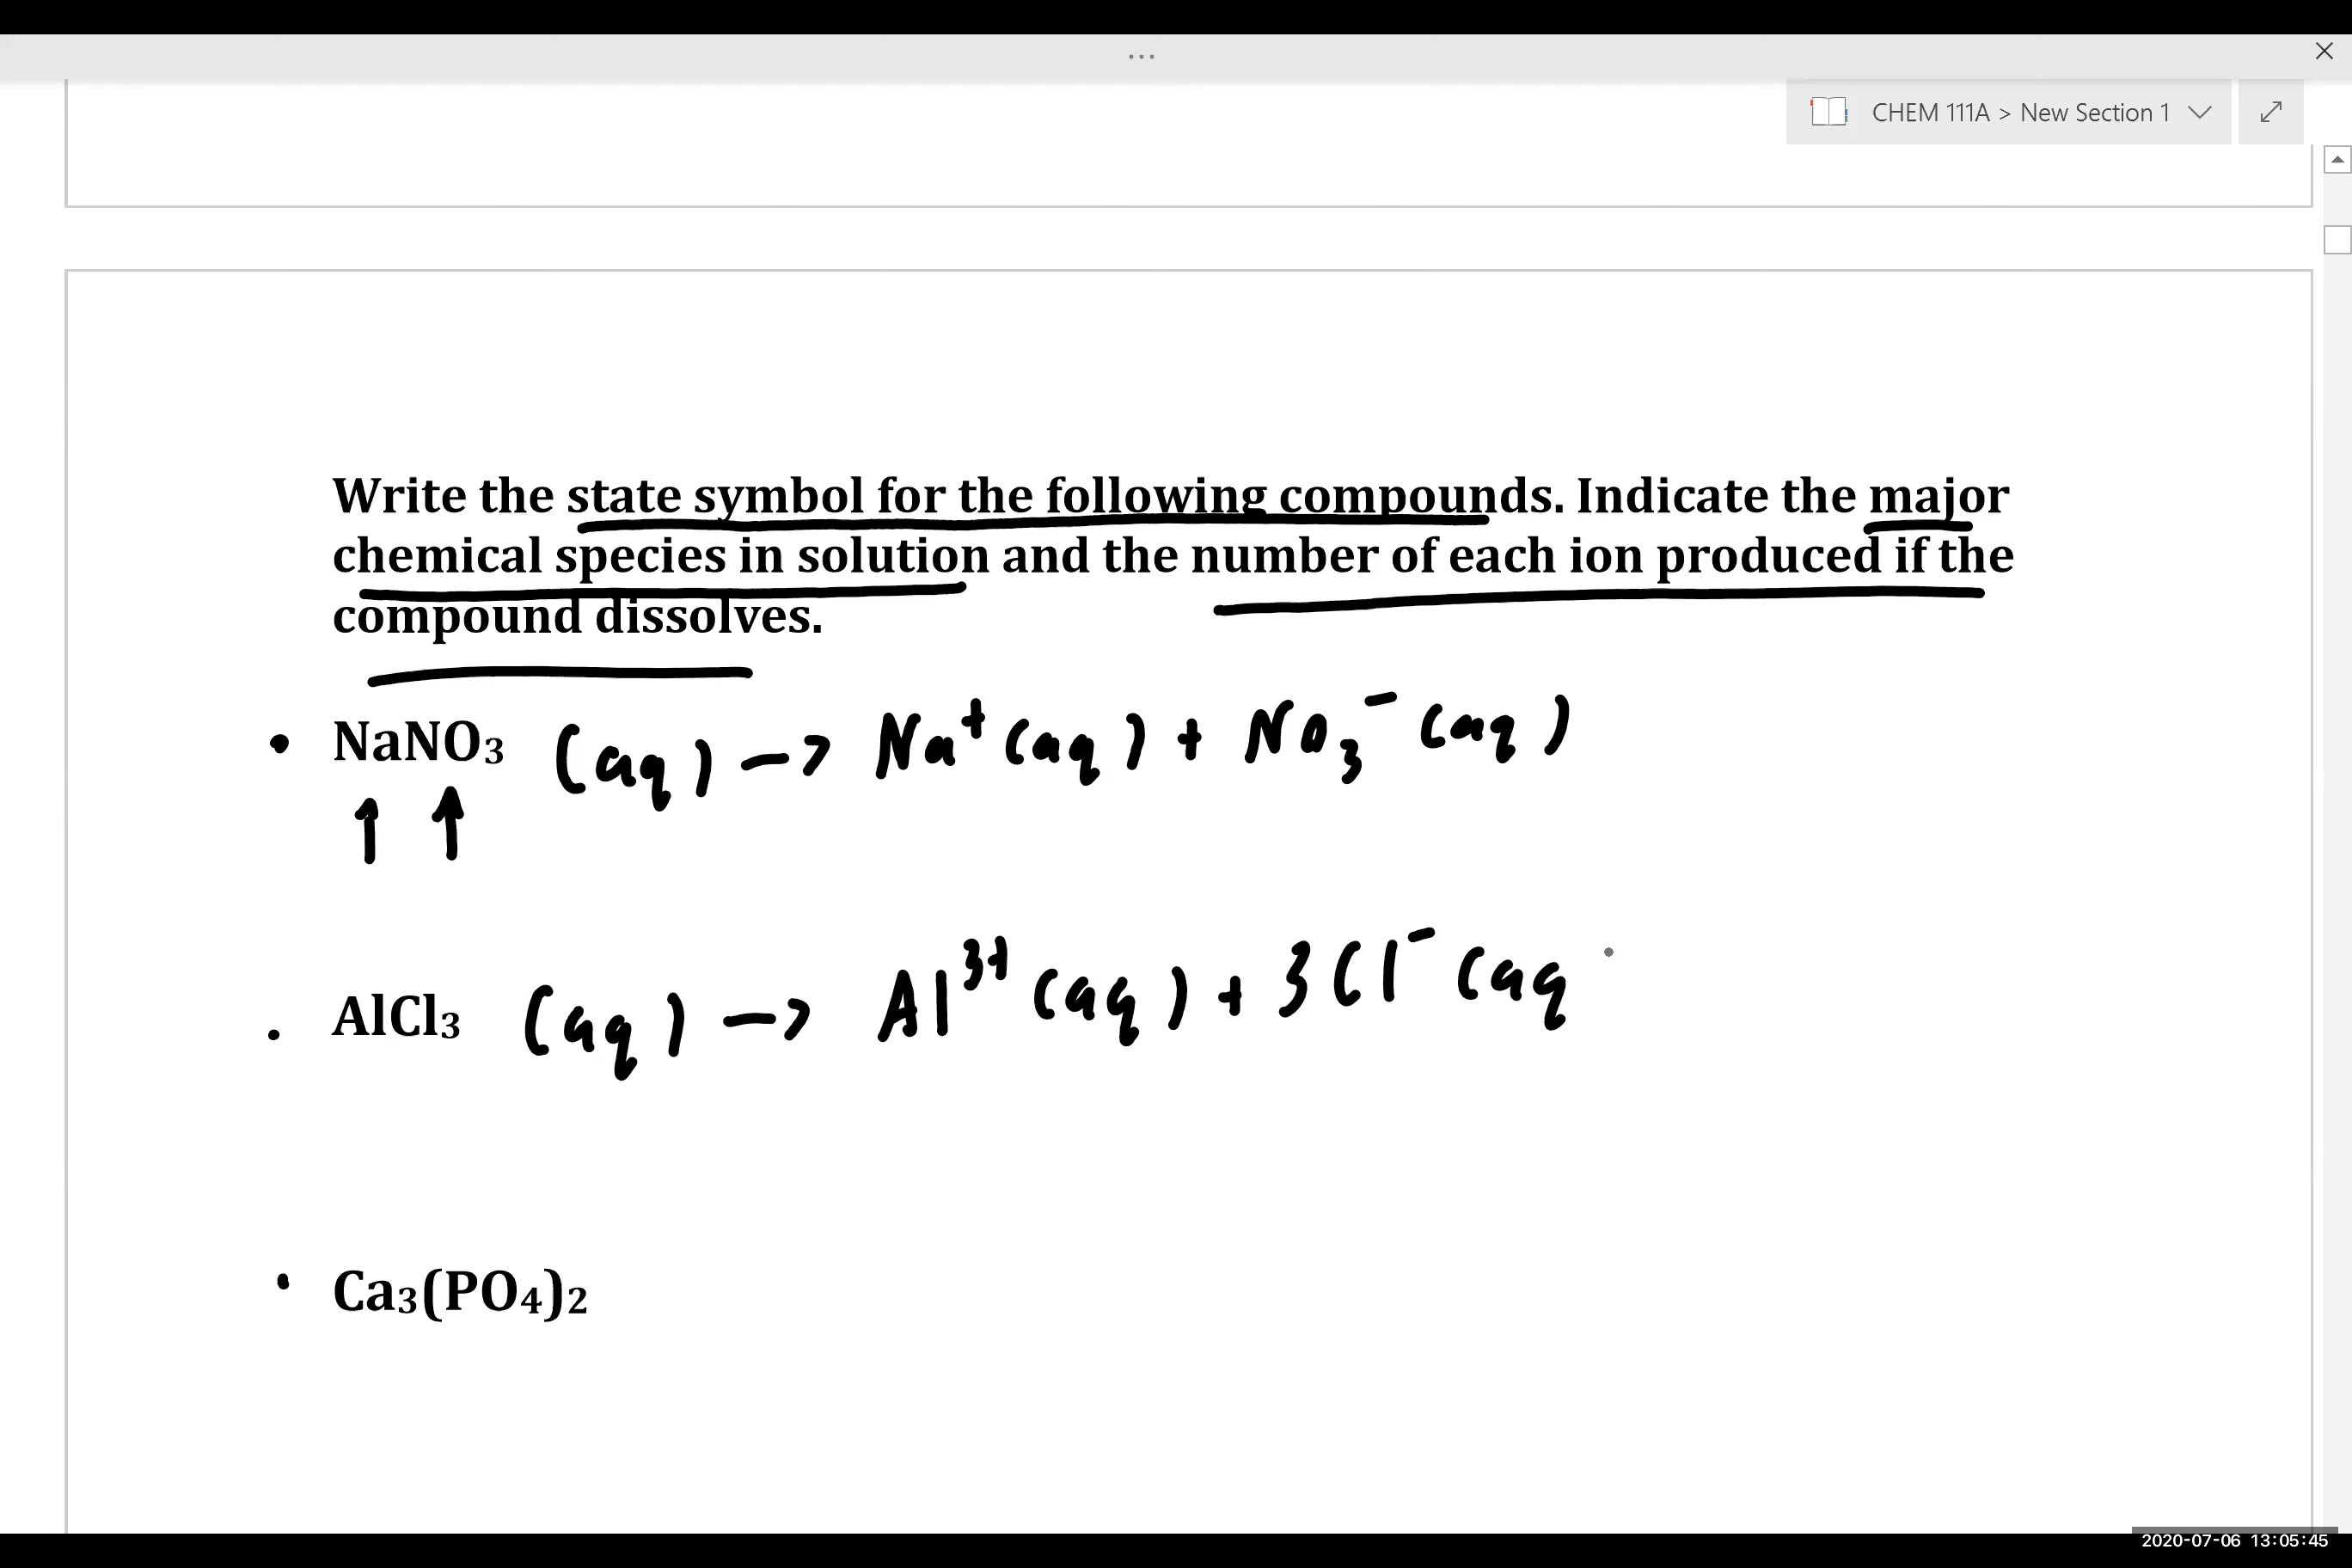 ...
CHEM 111A > New Section 1
Write the state symbol for the following compounds. Indicate the major
chemical species in solution and the number of each ion produced if the
compound dissolves.
• NaNO₃ (aq) -> Na⁺(aq) + NO₃⁻(aq)
↑ ↑
• AlCl₃ (aq) -> Al³⁺(aq) + 3Cl⁻(aq
• Ca₃(PO₄)₂
2020-07-06 13:05:45